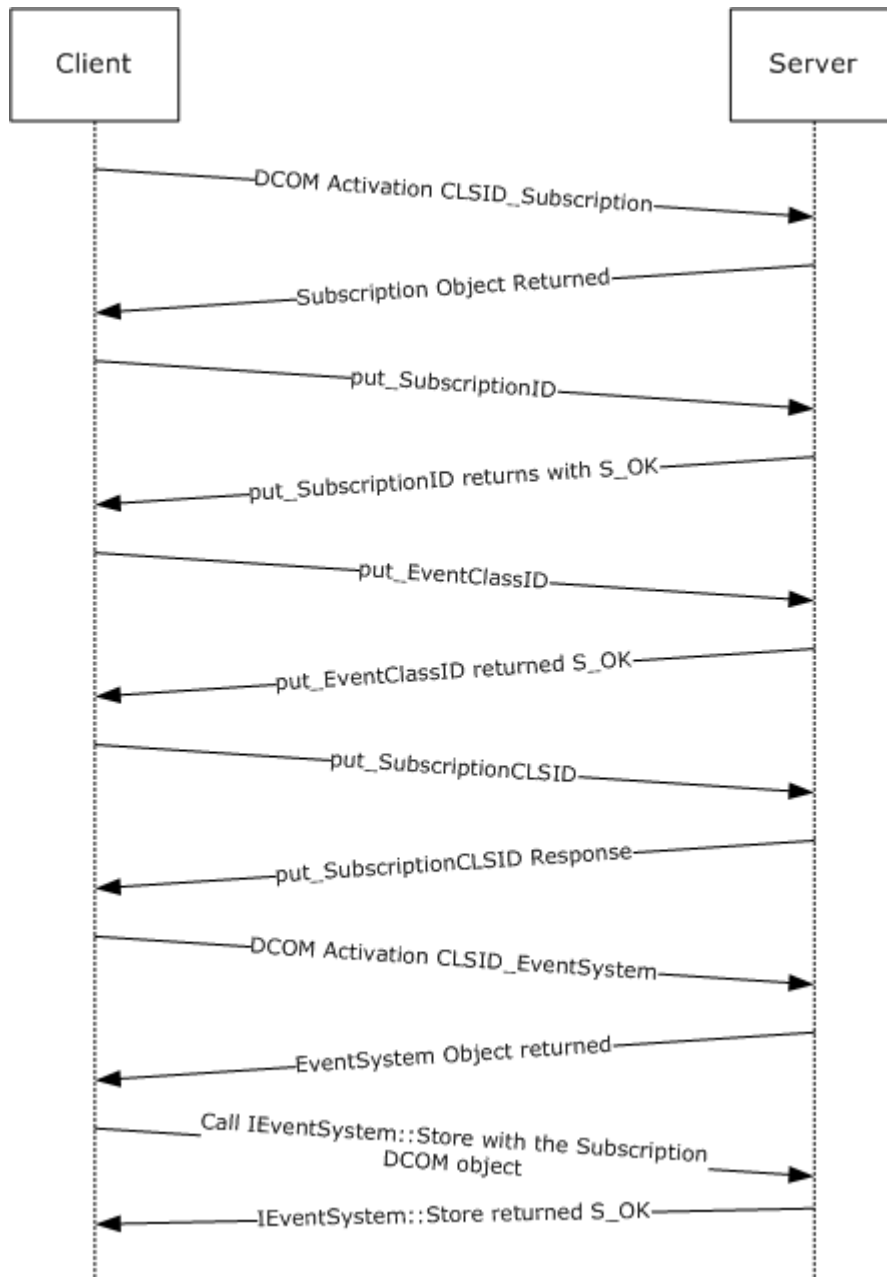 Client
Server
DCOM Activation CLSID_Subscription
Subscription Object Returned
put_SubscriptionID
put_SubscriptionID returns with S_OK
put_EventClassID
put_EventClassID returned S_OK
put_SubscriptionCLSID
put_SubscriptionCLSID Response
DCOM Activation CLSID_EventSystem
EventSystem Object returned
Call IEventSystem::Store with the Subscription
DCOM object
IEventSystem::Store returned S_OK